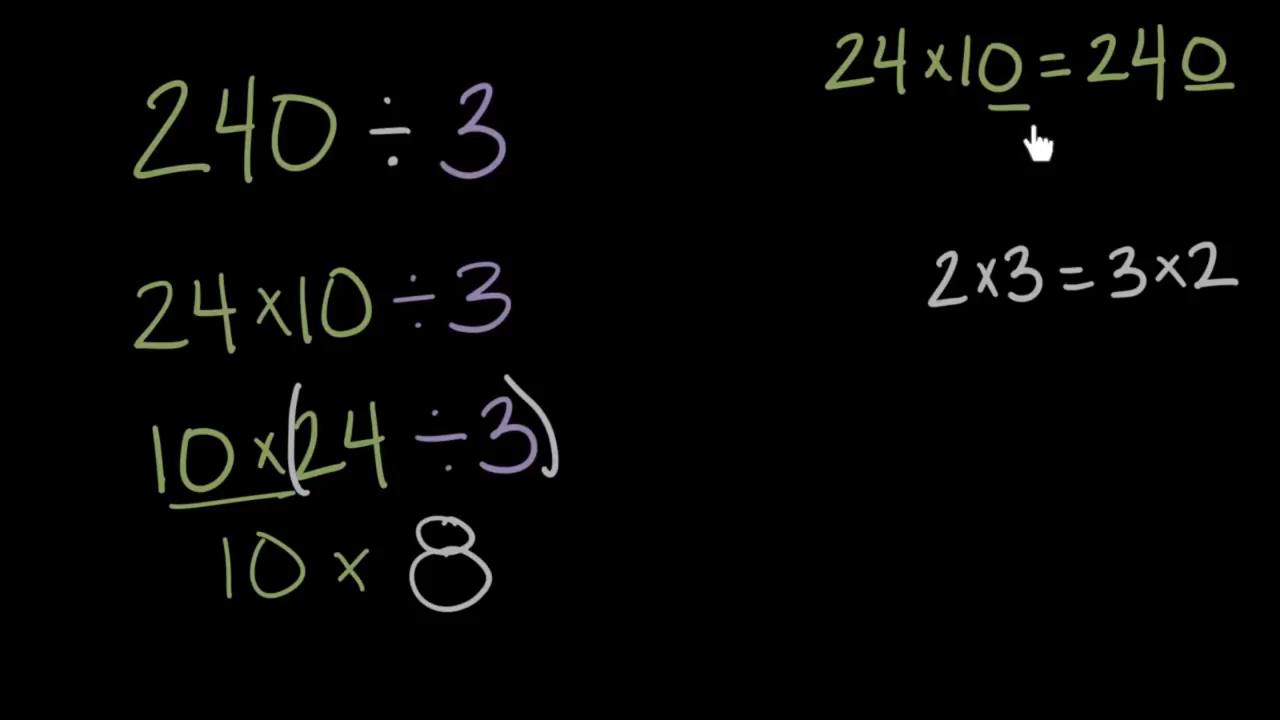 240 ÷ 3
24 × 10 ÷ 3
10 × (24 ÷ 3)
10 × 8
24 × 10 = 240
2 × 3 = 3 × 2